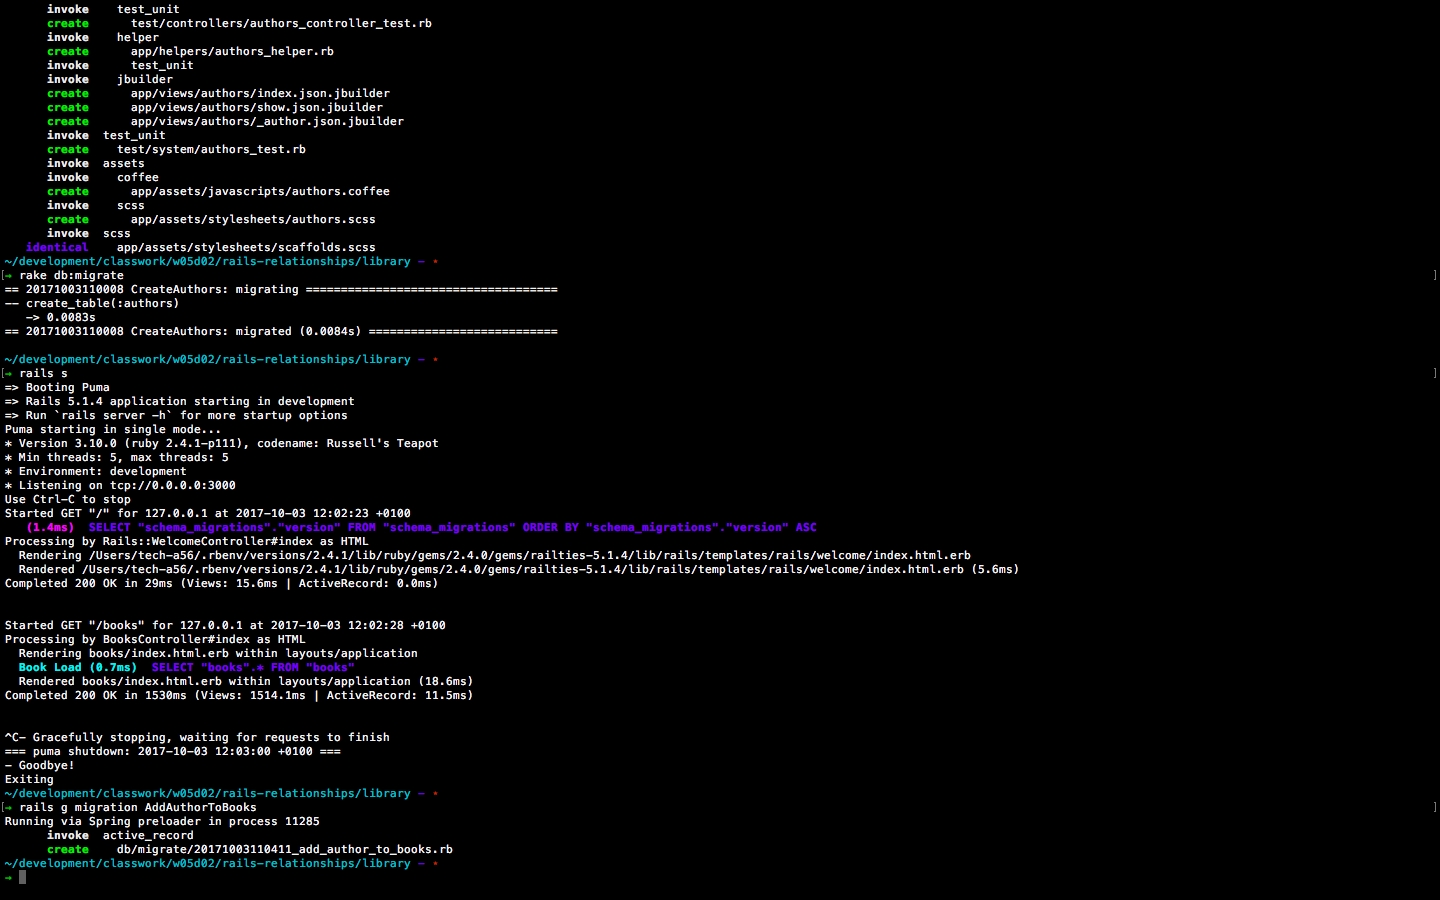 invoke    test_unit
create      test/controllers/authors_controller_test.rb
invoke    helper
create      app/helpers/authors_helper.rb
invoke      test_unit
invoke    jbuilder
create      app/views/authors/index.json.jbuilder
create      app/views/authors/show.json.jbuilder
create      app/views/authors/_author.json.jbuilder
invoke  test_unit
create    test/system/authors_test.rb
invoke  assets
invoke    coffee
create      app/assets/javascripts/authors.coffee
invoke    scss
create      app/assets/stylesheets/authors.scss
invoke  scss
identical    app/assets/stylesheets/scaffolds.scss
~/development/classwork/w05d02/rails-relationships/library – ★
[→ rake db:migrate ]
== 20171003110008 CreateAuthors: migrating ====================================
-- create_table(:authors)
   -> 0.0083s
== 20171003110008 CreateAuthors: migrated (0.0084s) ===========================
~/development/classwork/w05d02/rails-relationships/library – ★
[→ rails s ]
=> Booting Puma
=> Rails 5.1.4 application starting in development
=> Run `rails server -h` for more startup options
Puma starting in single mode...
* Version 3.10.0 (ruby 2.4.1-p111), codename: Russell's Teapot
* Min threads: 5, max threads: 5
* Environment: development
* Listening on tcp://0.0.0.0:3000
Use Ctrl-C to stop
Started GET "/" for 127.0.0.1 at 2017-10-03 12:02:23 +0100
   (1.4ms)  SELECT "schema_migrations"."version" FROM "schema_migrations" ORDER BY "schema_migrations"."version" ASC
Processing by Rails::WelcomeController#index as HTML
  Rendering /Users/tech-a56/.rbenv/versions/2.4.1/lib/ruby/gems/2.4.0/gems/railties-5.1.4/lib/rails/templates/rails/welcome/index.html.erb
  Rendered /Users/tech-a56/.rbenv/versions/2.4.1/lib/ruby/gems/2.4.0/gems/railties-5.1.4/lib/rails/templates/rails/welcome/index.html.erb (5.6ms)
Completed 200 OK in 29ms (Views: 15.6ms | ActiveRecord: 0.0ms)
Started GET "/books" for 127.0.0.1 at 2017-10-03 12:02:28 +0100
Processing by BooksController#index as HTML
  Rendering books/index.html.erb within layouts/application
  Book Load (0.7ms)  SELECT "books".* FROM "books"
  Rendered books/index.html.erb within layouts/application (18.6ms)
Completed 200 OK in 1530ms (Views: 1514.1ms | ActiveRecord: 11.5ms)
^C- Gracefully stopping, waiting for requests to finish
=== puma shutdown: 2017-10-03 12:03:00 +0100 ===
- Goodbye!
Exiting
~/development/classwork/w05d02/rails-relationships/library – ★
[→ rails g migration AddAuthorToBooks ]
Running via Spring preloader in process 11285
      invoke  active_record
      create    db/migrate/20171003110411_add_author_to_books.rb
~/development/classwork/w05d02/rails-relationships/library – ★
→